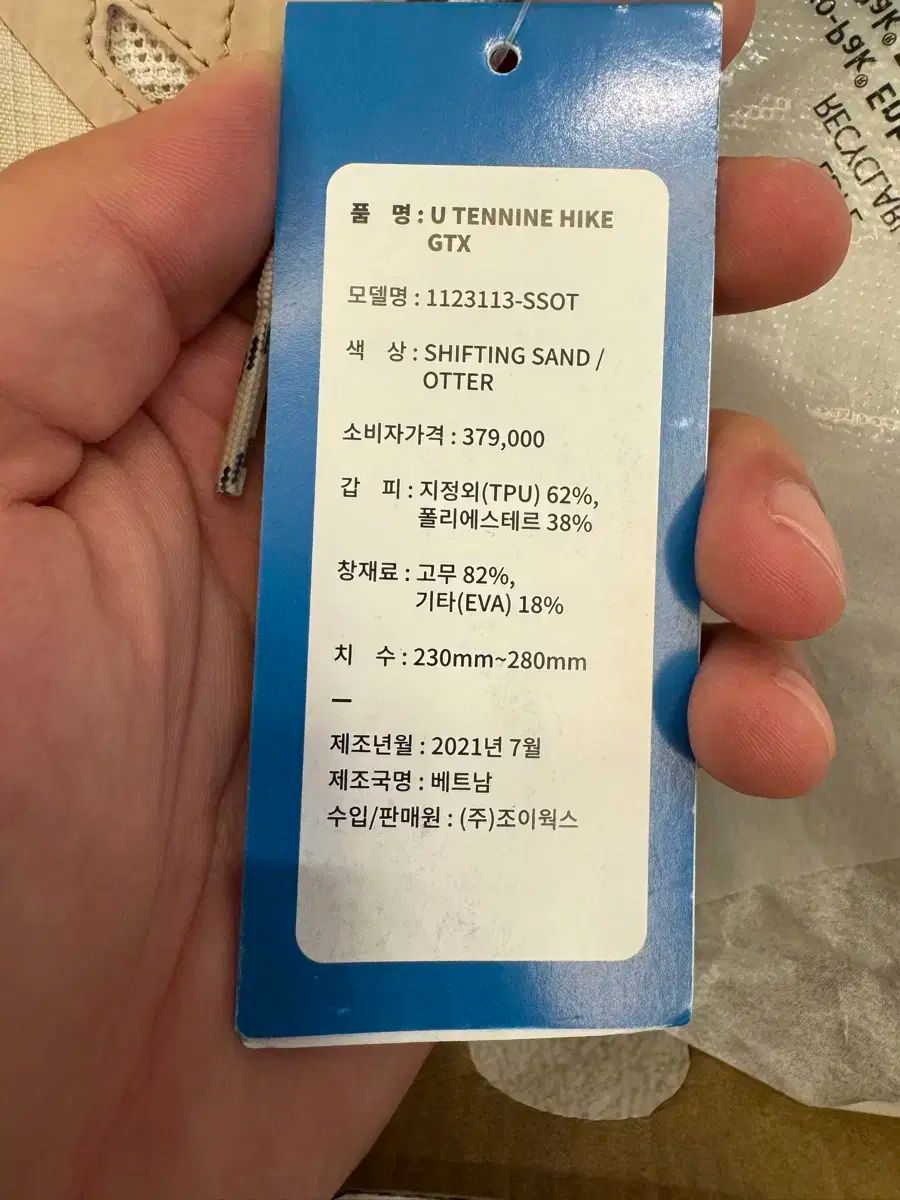 품 명 : U TENNINE HIKE
GTX
모델명 : 1123113-SSOT
색 상 : SHIFTING SAND /
OTTER
소비자가격 : 379,000
갑 피 : 지정외(TPU) 62%,
폴리에스테르 38%
창재료 : 고무 82%,
기타(EVA) 18%
치 수 : 230mm~280mm
—
제조년월 : 2021년 7월
제조국명 : 베트남
수입/판매원 : (주)조이웍스